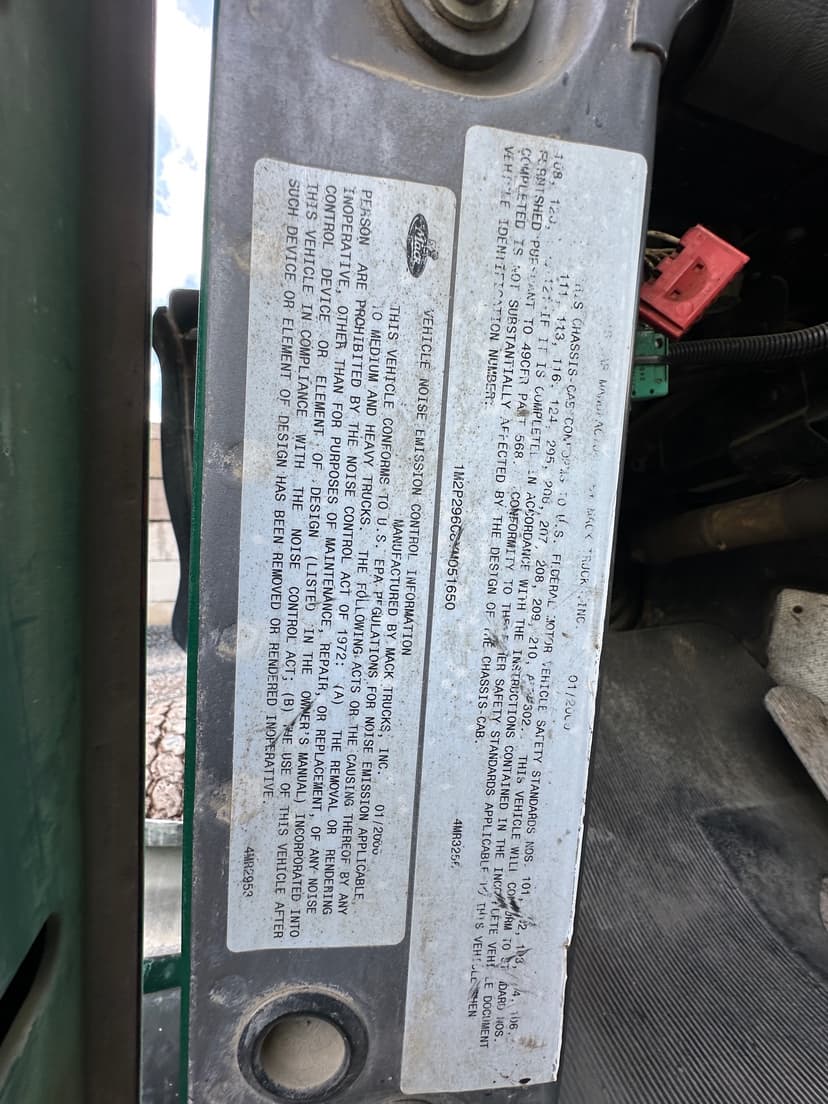 MACK TRUCK, INC.
CHASSIS-CAB CONFORMS TO U.S. FEDERAL MOTOR VEHICLE SAFETY STANDARDS NOS. 101, 106,
111, 113, 116, 124, 206, 207, 208, 209, 210, 302. THIS VEHICLE WILL CONFORM TO STANDARD NOS.
108, 120, IF IT IS COMPLETED IN ACCORDANCE WITH THE INSTRUCTIONS CONTAINED IN THE INCOMPLETE VEHICLE DOCUMENT
FURNISHED PURSUANT TO 49CFR PART 568. CONFORMITY TO THE OTHER SAFETY STANDARDS APPLICABLE TO THIS VEHICLE WHEN
COMPLETED IS NOT SUBSTANTIALLY AFFECTED BY THE DESIGN OF THE CHASSIS-CAB.
VEHICLE IDENTIFICATION NUMBER:
Mack
VEHICLE NOISE EMISSION CONTROL INFORMATION
MANUFACTURED BY MACK TRUCKS, INC.
THIS VEHICLE CONFORMS TO U.S. EPA REGULATIONS FOR NOISE EMISSION APPLICABLE
TO MEDIUM AND HEAVY TRUCKS. THE FOLLOWING ACTS OR THE CAUSING THEREOF BY ANY
PERSON ARE PROHIBITED BY THE NOISE CONTROL ACT OF 1972: (A) THE REMOVAL OR RENDERING
INOPERATIVE, OTHER THAN FOR PURPOSES OF MAINTENANCE, REPAIR, OR REPLACEMENT, OF ANY NOISE
CONTROL DEVICE OR ELEMENT OF DESIGN (LISTED IN THE OWNER'S MANUAL) INCORPORATED INTO
THIS VEHICLE IN COMPLIANCE WITH THE NOISE CONTROL ACT; (B) THE USE OF THIS VEHICLE AFTER
SUCH DEVICE OR ELEMENT OF DESIGN HAS BEEN REMOVED OR RENDERED INOPERATIVE.
4MR2953